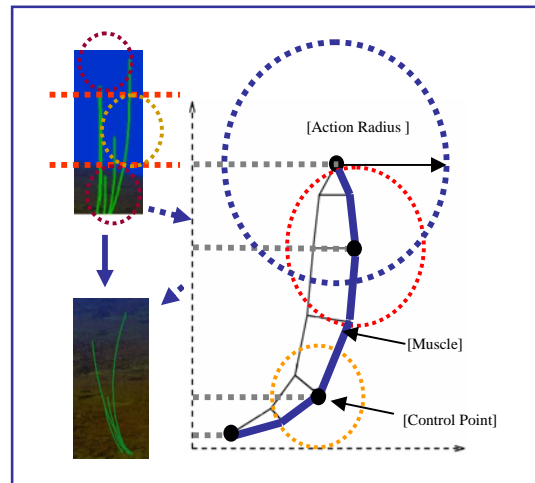 [Action Radius ]
[Muscle]
[Control Point]